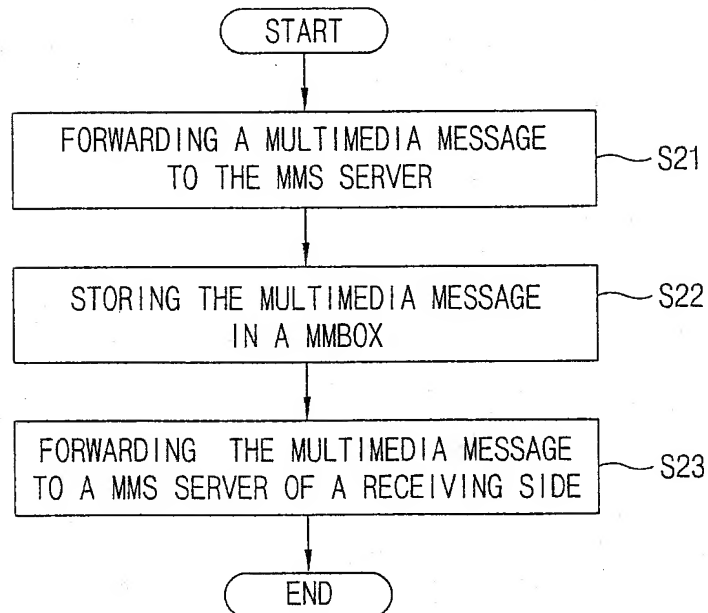 START
FORWARDING A MULTIMEDIA MESSAGE
TO THE MMS SERVER
S21
STORING THE MULTIMEDIA MESSAGE
IN A MMBOX
S22
FORWARDING THE MULTIMEDIA MESSAGE
TO A MMS SERVER OF A RECEIVING SIDE
S23
END